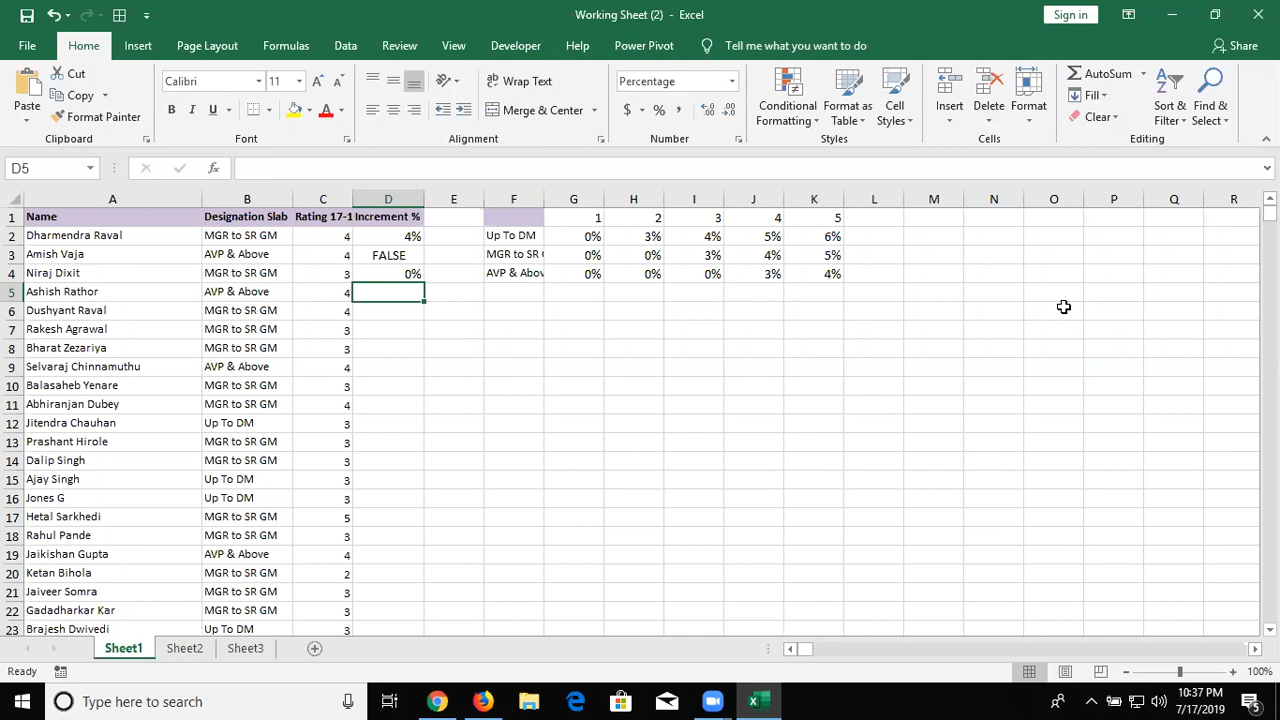 Working Sheet (2) - Excel
Sign in
File Home Insert Page Layout Formulas Data Review View Developer Help Power Pivot Tell me what you want to do Share
Paste
Cut
Copy
Format Painter
Clipboard
Calibri 11
B I U
Font
Wrap Text
Merge & Center
Alignment
Percentage
$ % ,
Number
Conditional Formatting
Format as Table
Cell Styles
Styles
Insert
Delete
Format
Cells
AutoSum
Fill
Clear
Sort & Filter
Find & Select
Editing
D5 fx
A B C D E F G H I J K L M N O P Q R
1 Name Designation Slab Rating 17-1 Increment % 1 2 3 4 5
2 Dharmendra Raval MGR to SR GM 4 4% Up To DM 0% 3% 4% 5% 6%
3 Amish Vaja AVP & Above 4 FALSE MGR to SR G 0% 0% 3% 4% 5%
4 Niraj Dixit MGR to SR GM 3 0% AVP & Abov 0% 0% 0% 3% 4%
5 Ashish Rathor AVP & Above 4
6 Dushyant Raval MGR to SR GM 4
7 Rakesh Agrawal MGR to SR GM 3
8 Bharat Zezariya MGR to SR GM 3
9 Selvaraj Chinnamuthu AVP & Above 4
10 Balasaheb Yenare MGR to SR GM 3
11 Abhiranjan Dubey MGR to SR GM 4
12 Jitendra Chauhan Up To DM 3
13 Prashant Hirole MGR to SR GM 3
14 Dalip Singh MGR to SR GM 3
15 Ajay Singh Up To DM 3
16 Jones G Up To DM 3
17 Hetal Sarkhedi MGR to SR GM 5
18 Rahul Pande MGR to SR GM 3
19 Jaikishan Gupta AVP & Above 4
20 Ketan Bihola MGR to SR GM 2
21 Jaiveer Somra MGR to SR GM 3
22 Gadadharkar Kar MGR to SR GM 3
23 Brajesh Dwivedi Up To DM 3
Sheet1 Sheet2 Sheet3
Ready 100%
Type here to search
10:37 PM
7/17/2019
5